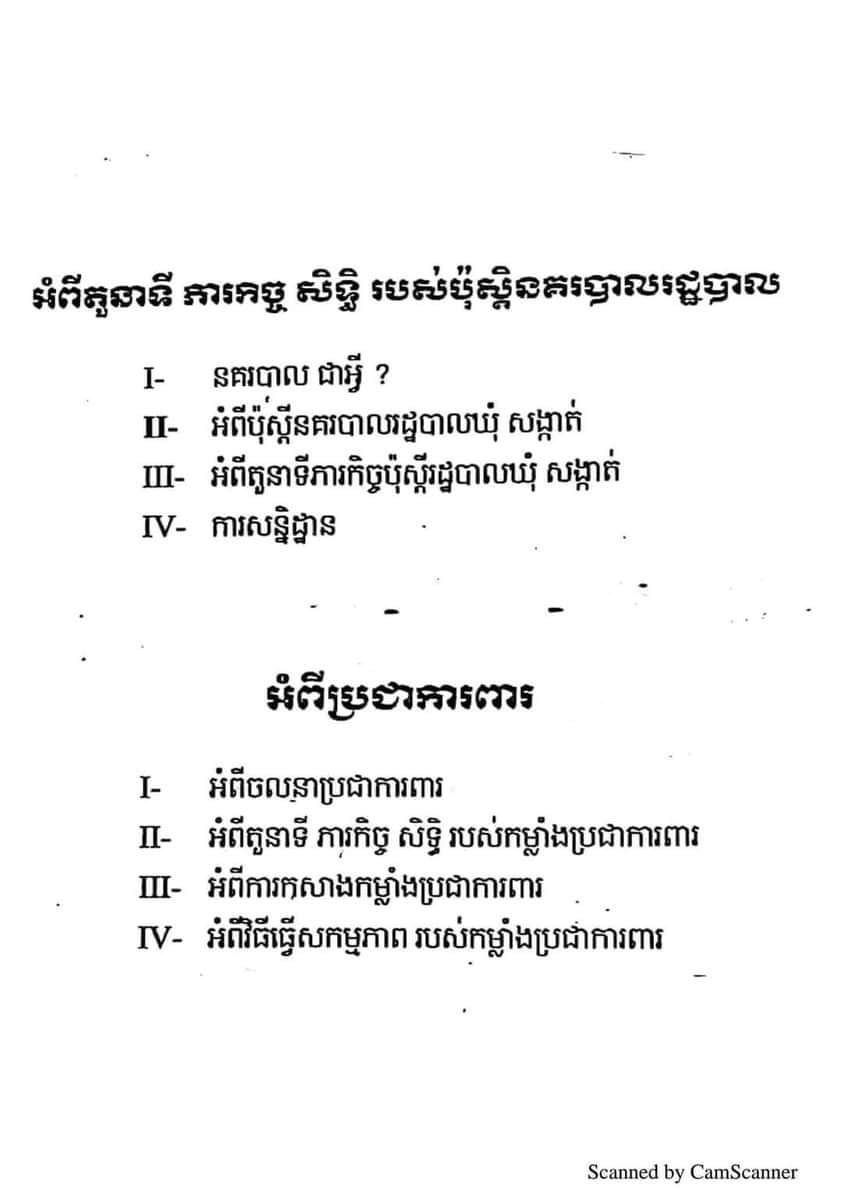 អំពីតួនាទី ភារកិច្ច សិទ្ធិ របស់ប៉ុស្តិនគរបាលរដ្ឋបាល
I- នគរបាល ជាអ្វី ?
II- អំពីប៉ុស្តីនគរបាលរដ្ឋបាលឃុំ សង្កាត់
III- អំពីតួនាទីភារកិច្ចប៉ុស្តីរដ្ឋបាលឃុំ សង្កាត់
IV- ការសន្និដ្ឋាន
អំពីប្រជាការពារ
I- អំពីចលនាប្រជាការពារ
II- អំពីតួនាទី ភារកិច្ច សិទ្ធិ របស់កម្លាំងប្រជាការពារ
III- អំពីការកសាងកម្លាំងប្រជាការពារ
IV- អំពីវិធីធ្វើសកម្មភាព របស់កម្លាំងប្រជាការពារ
Scanned by CamScanner